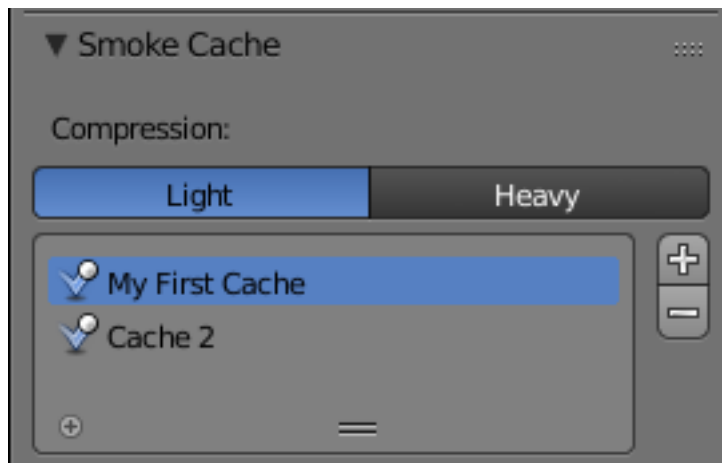 Smoke Cache
Compression:
Light Heavy
My First Cache
Cache 2